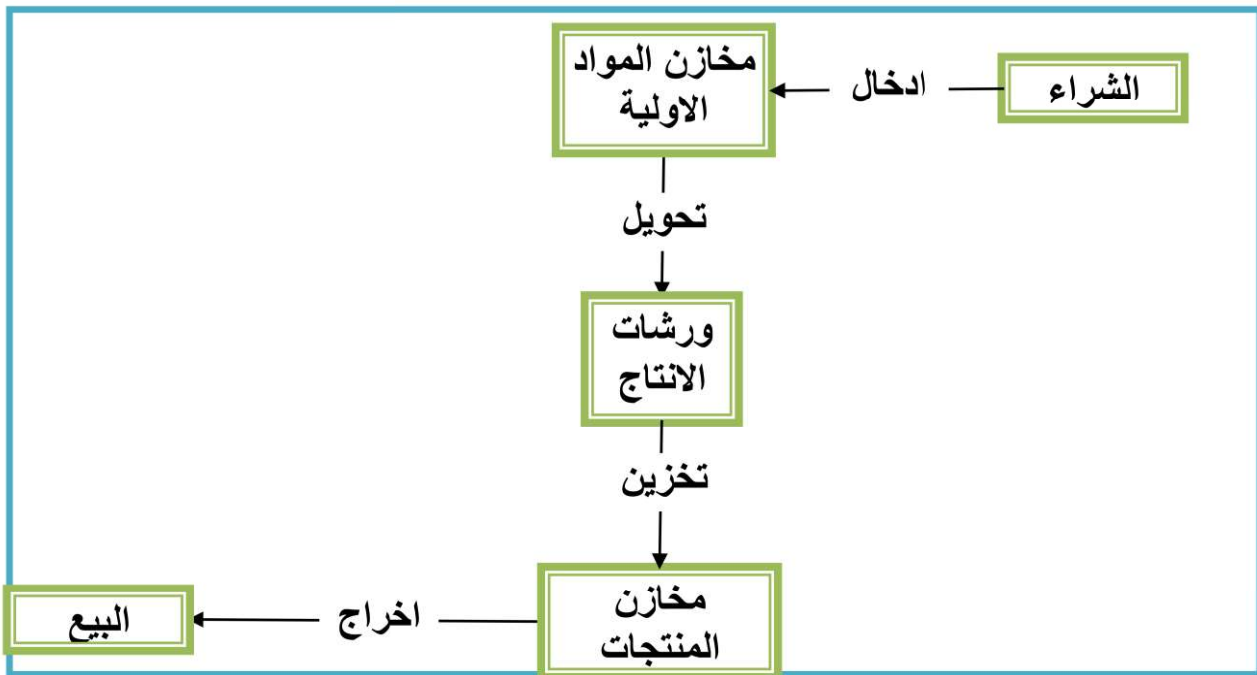 الشراء
ادخال
مخازن المواد
الاولية
تحويل
ورشات
الانتاج
تخزين
مخازن
المنتجات
اخراج
البيع